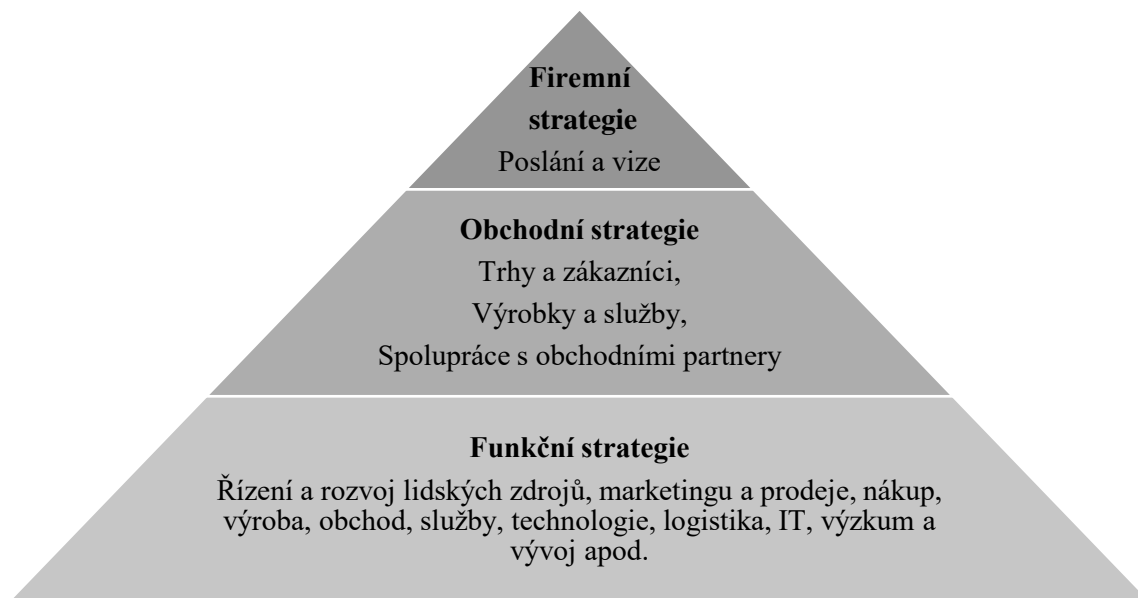 Firemní
strategie
Poslání a vize
Obchodní strategie
Trhy a zákazníci,
Výrobky a služby,
Spolupráce s obchodními partnery
Funkční strategie
Řízení a rozvoj lidských zdrojů, marketingu a prodeje, nákup,
výroba, obchod, služby, technologie, logistika, IT, výzkum a
vývoj apod.